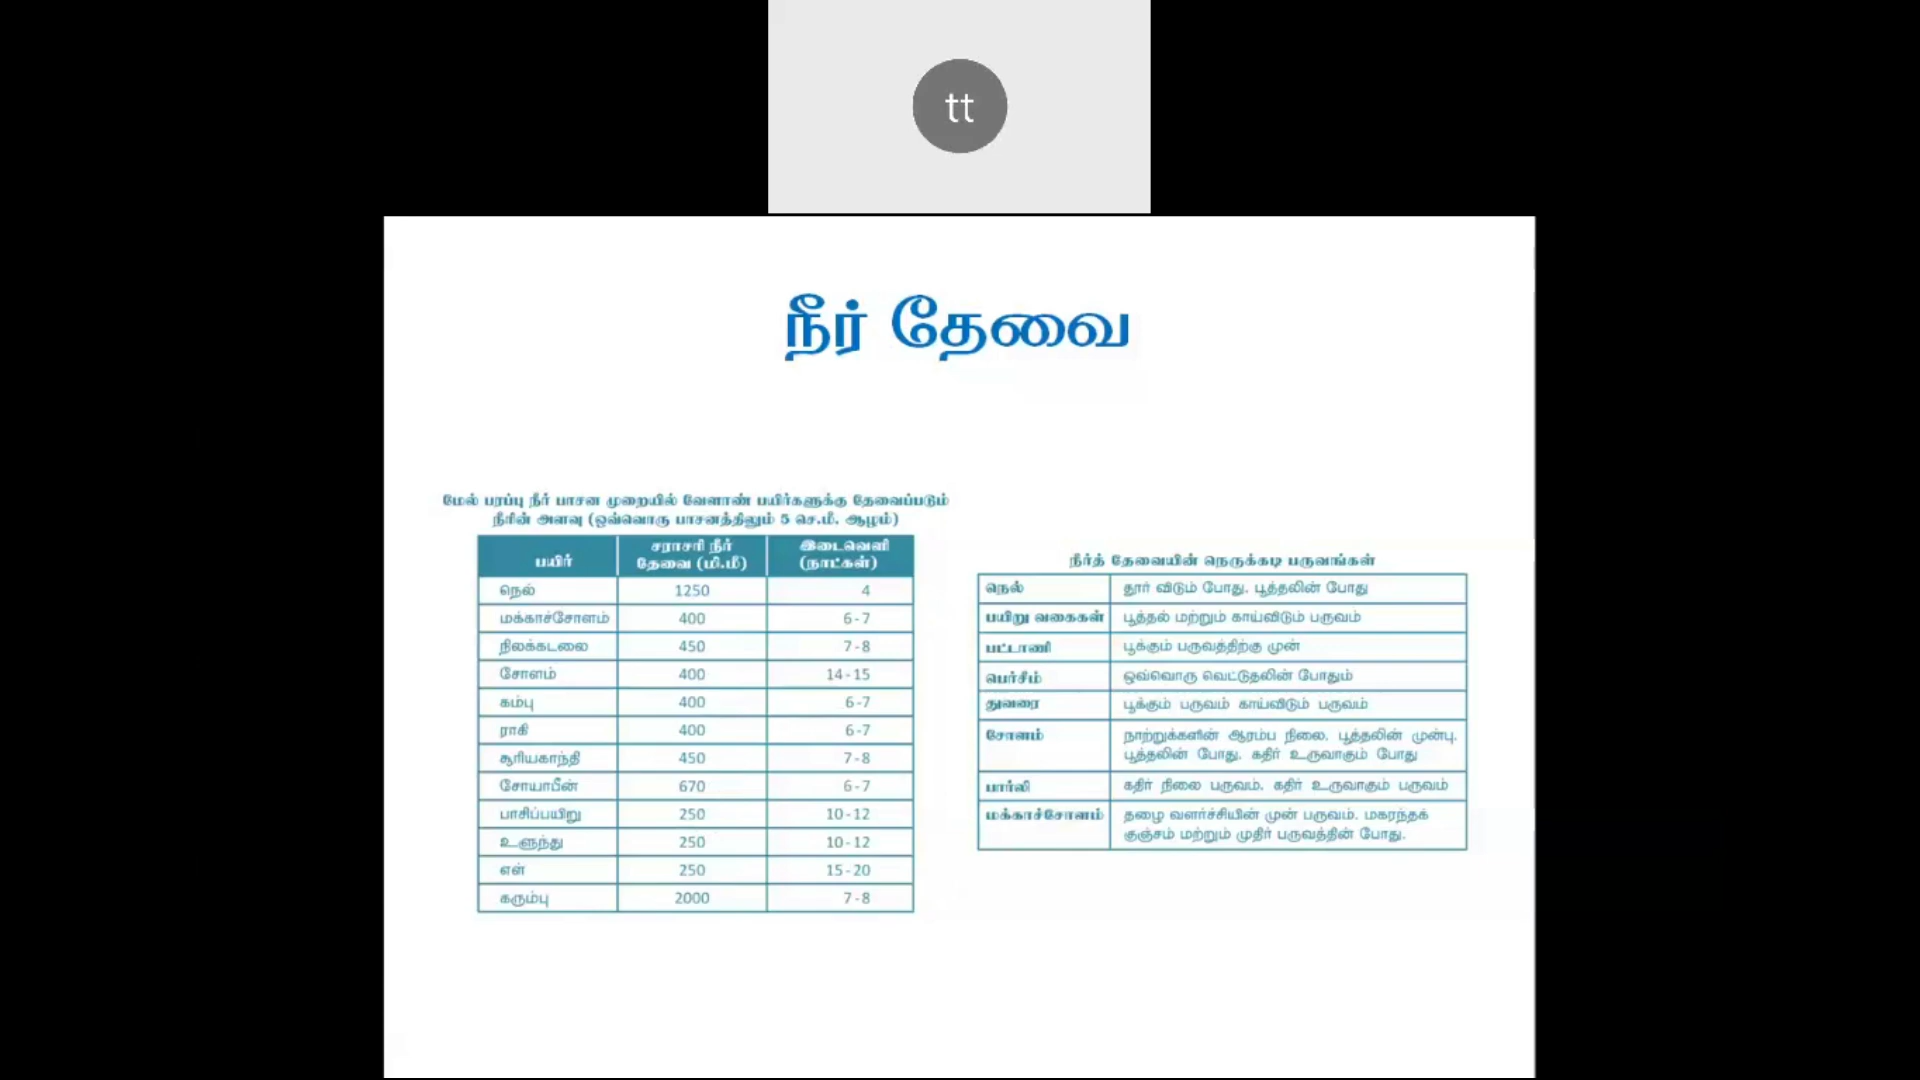 tt
நீர் தேவை
மேல் பரப்பு நீர் பாசன முறையில் வேளாண் பயிர்களுக்கு தேவைப்படும்
நீரின் அளவு (ஒவ்வொரு பாசனத்திலும் 5 செ.மீ. ஆழம்)
பயிர் சராசரி நீர் தேவை (மி.மீ) இடைவெளி (நாட்கள்)
நெல் 1250 4
மக்காச்சோளம் 400 6-7
நிலக்கடலை 450 7-8
சோளம் 400 14-15
கம்பு 400 6-7
ராகி 400 6-7
சூரியகாந்தி 450 7-8
சோயாபீன் 670 6-7
பாசிப்பயிறு 250 10-12
உளுந்து 250 10-12
எள் 250 15-20
கரும்பு 2000 7-8
நீர்த் தேவையின் நெருக்கடி பருவங்கள்
நெல் தூர் விடும் போது, பூத்தலின் போது
பயிறு வகைகள் பூத்தல் மற்றும் காய்விடும் பருவம்
பட்டாணி பூக்கும் பருவத்திற்கு முன்
பெர்சீம் ஒவ்வொரு வெட்டுதலின் போதும்
துவரை பூக்கும் பருவம் காய்விடும் பருவம்
சோளம் நாற்றுக்களின் ஆரம்ப நிலை, பூத்தலின் முன்பு,
பூத்தலின் போது, கதிர் உருவாகும் போது
பார்லி கதிர் நிலை பருவம், கதிர் உருவாகும் பருவம்
மக்காச்சோளம் தழை வளர்ச்சியின் முன் பருவம், மகரந்தக்
குஞ்சம் மற்றும் முதிர் பருவத்தின் போது.